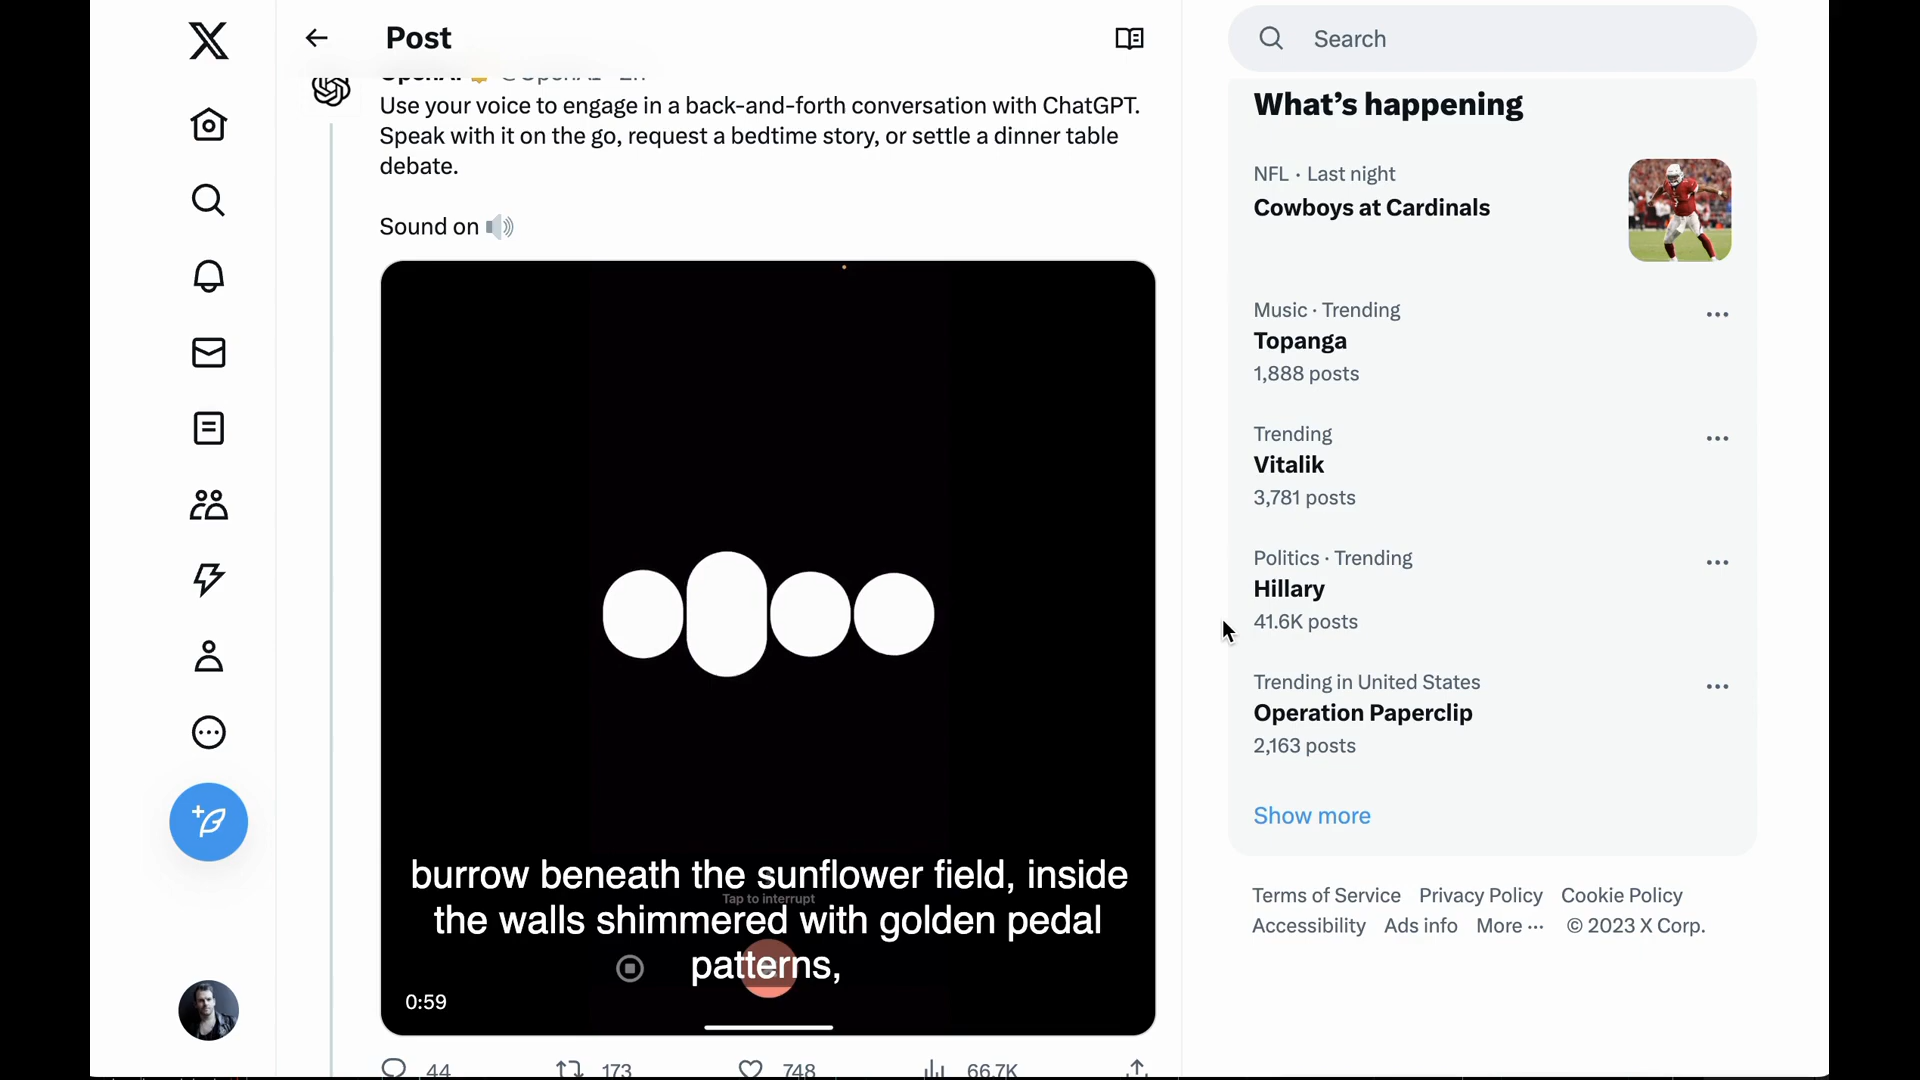 Post
Search
OpenAI @OpenAI · 2h
Use your voice to engage in a back-and-forth conversation with ChatGPT.
Speak with it on the go, request a bedtime story, or settle a dinner table
debate.
Sound on
burrow beneath the sunflower field, inside
Tap to interrupt
the walls shimmered with golden pedal
patterns,
0:59
44
173
748
66.7K
What’s happening
NFL · Last night
Cowboys at Cardinals
Music · Trending
Topanga
1,888 posts
Trending
Vitalik
3,781 posts
Politics · Trending
Hillary
41.6K posts
Trending in United States
Operation Paperclip
2,163 posts
Show more
Terms of Service Privacy Policy Cookie Policy
Accessibility Ads info More ··· © 2023 X Corp.